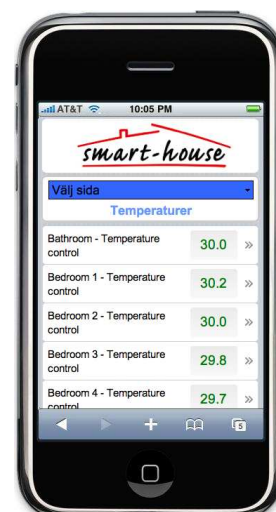 AT&T 10:05 PM
smart-house
Välj sida
Temperaturer
Bathroom - Temperature
control
30.0 »
Bedroom 1 - Temperature
control
30.2 »
Bedroom 2 - Temperature
control
30.0 »
Bedroom 3 - Temperature
control
29.8 »
Bedroom 4 - Temperature
control
29.7 »
5